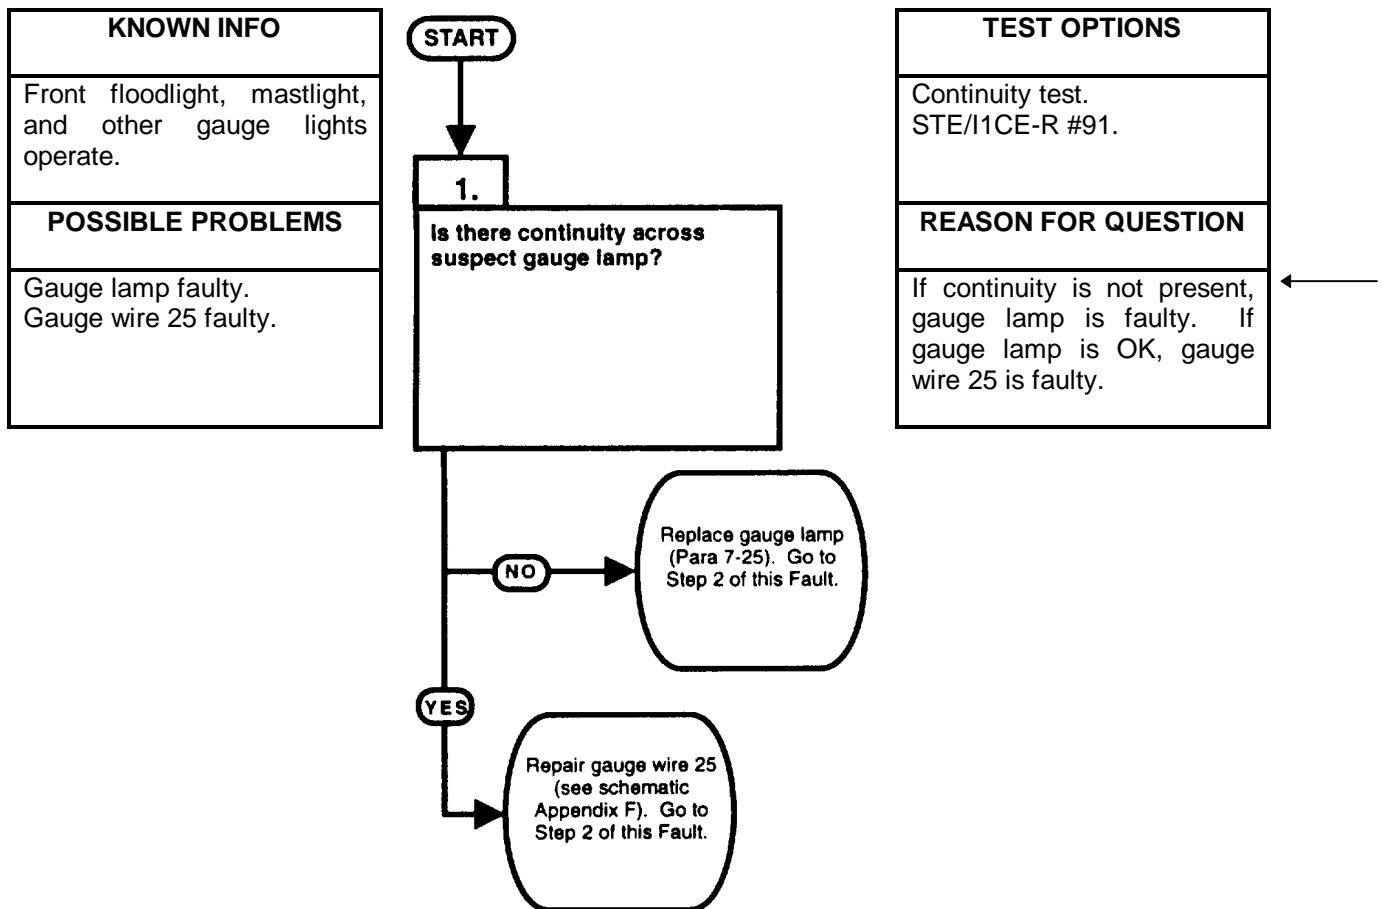 KNOWN INFO
Front floodlight, mastlight,
and other gauge lights
operate.
POSSIBLE PROBLEMS
Gauge lamp faulty.
Gauge wire 25 faulty.
START
1.
Is there continuity across
suspect gauge lamp?
TEST OPTIONS
Continuity test.
STE/I1CE-R #91.
REASON FOR QUESTION
If continuity is not present,
gauge lamp is faulty. If
gauge lamp is OK, gauge
wire 25 is faulty.
NO
Replace gauge lamp
(Para 7-25). Go to
Step 2 of this Fault.
YES
Repair gauge wire 25
(see schematic
Appendix F). Go to
Step 2 of this Fault.